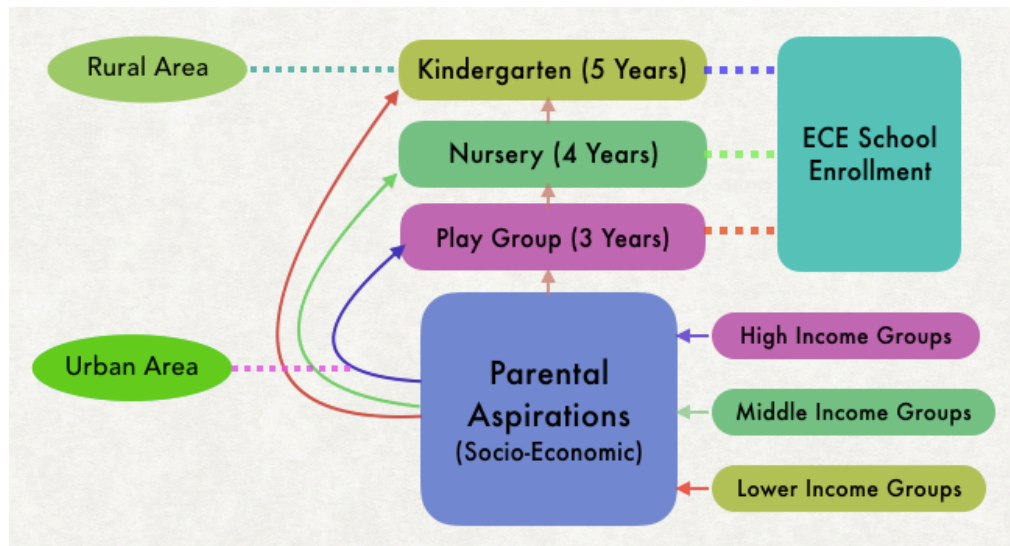 Rural Area
Kindergarten (5 Years)
Nursery (4 Years)
Play Group (3 Years)
ECE School
Enrollment
Urban Area
Parental
Aspirations
(Socio-Economic)
High Income Groups
Middle Income Groups
Lower Income Groups